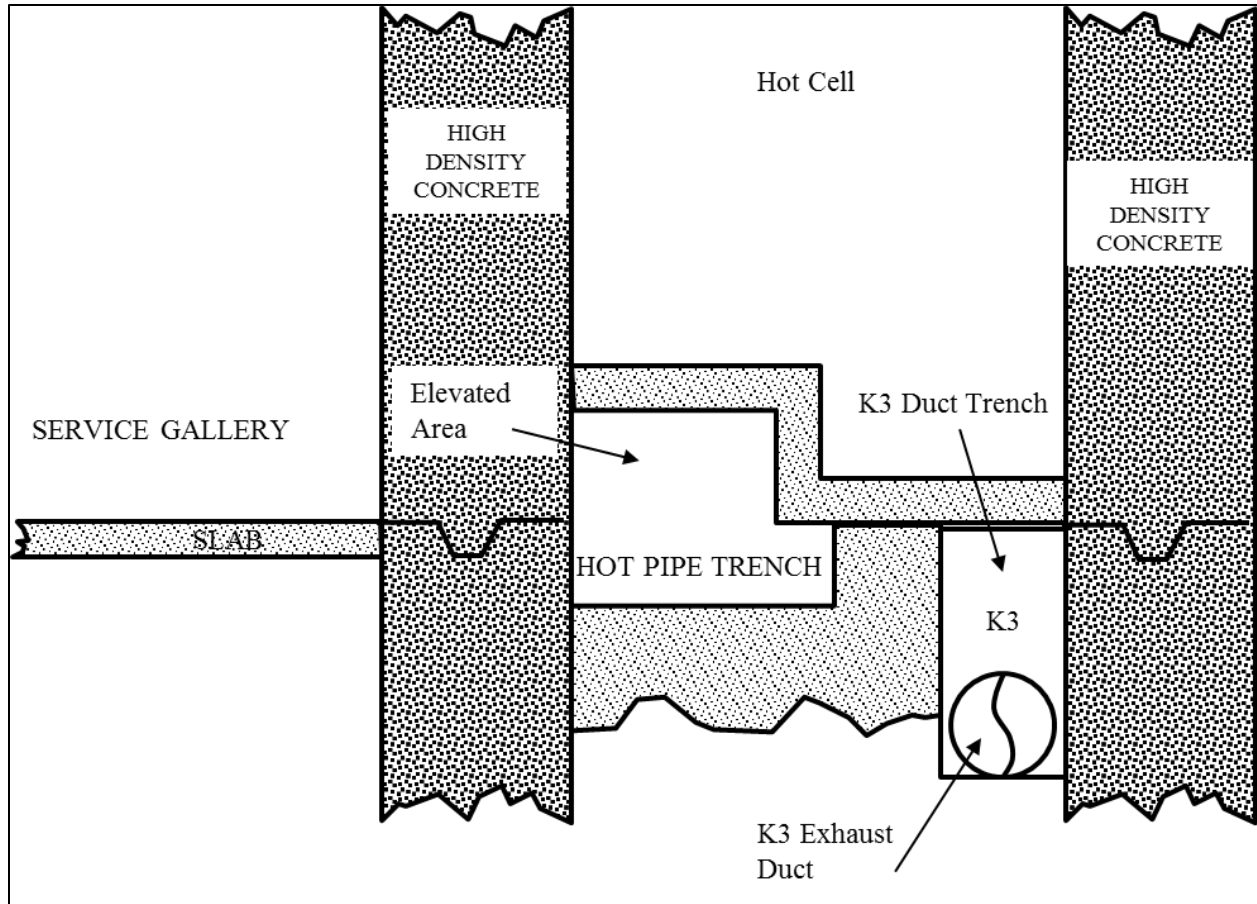 Hot Cell
HIGH
DENSITY
CONCRETE
HIGH
DENSITY
CONCRETE
Elevated
Area
K3 Duct Trench
SERVICE GALLERY
SLAB
HOT PIPE TRENCH
K3
K3 Exhaust
Duct